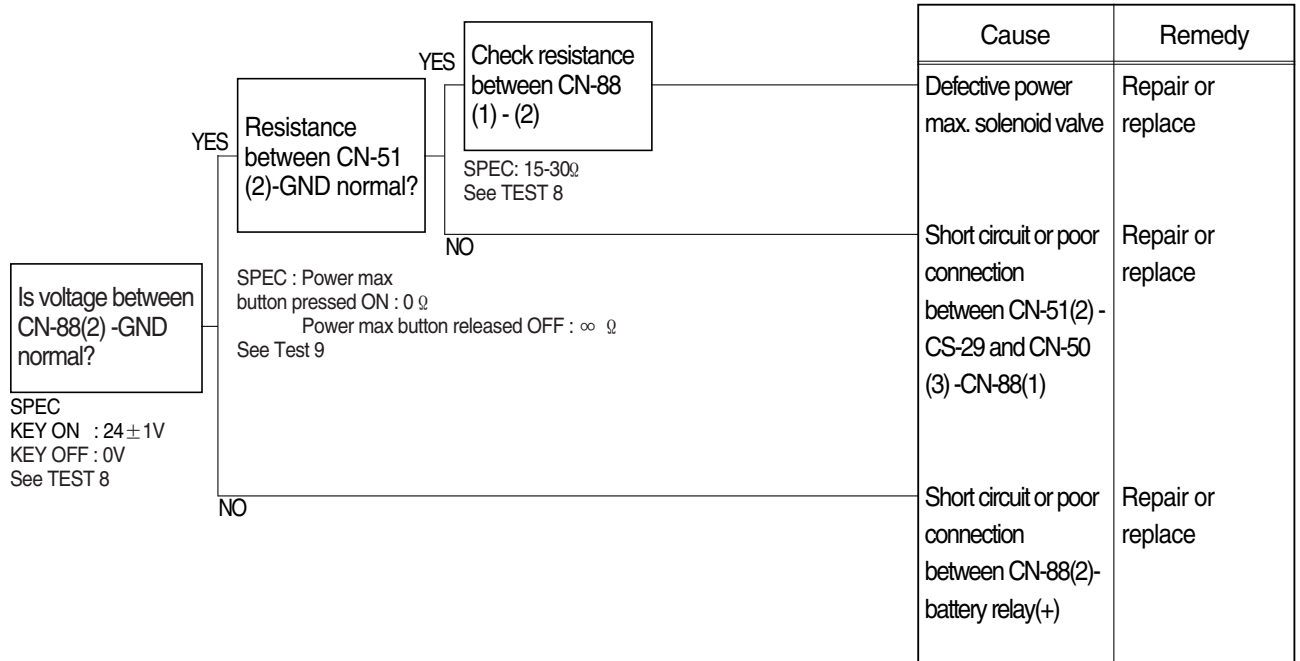 Is voltage between
CN-88(2) -GND
normal?
SPEC
KEY ON : 24±1V
KEY OFF : 0V
See TEST 8
YES
NO
Resistance
between CN-51
(2)-GND normal?
SPEC : Power max
button pressed ON : 0 Ω
Power max button released OFF : ∞ Ω
See Test 9
YES
NO
Check resistance
between CN-88
(1) - (2)
SPEC: 15-30Ω
See TEST 8
Cause
Remedy
Defective power
max. solenoid valve
Repair or
replace
Short circuit or poor
connection
between CN-51(2) -
CS-29 and CN-50
(3) -CN-88(1)
Repair or
replace
Short circuit or poor
connection
between CN-88(2)-
battery relay(+)
Repair or
replace